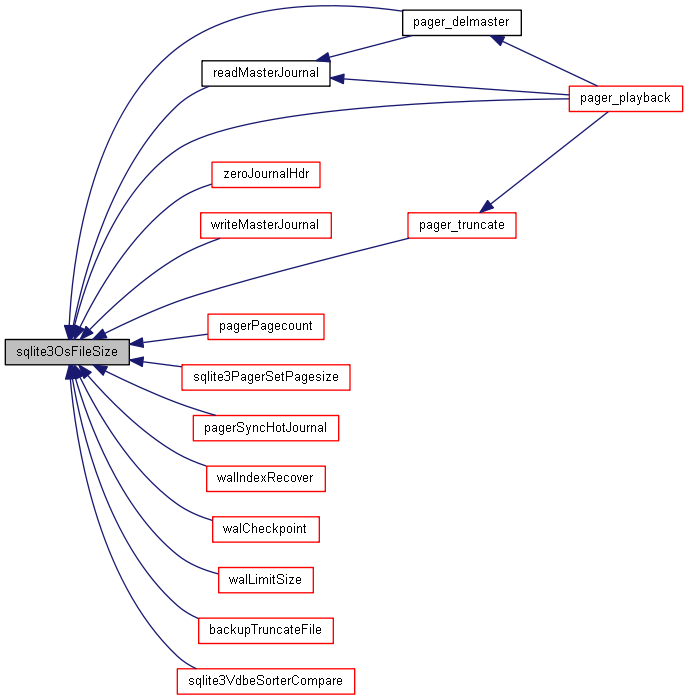 pager_delmaster
readMasterJournal
pager_playback
zeroJournalHdr
writeMasterJournal
pager_truncate
pagerPagecount
sqlite3OsFileSize
sqlite3PagerSetPagesize
pagerSyncHotJournal
walIndexRecover
walCheckpoint
walLimitSize
backupTruncateFile
sqlite3VdbeSorterCompare